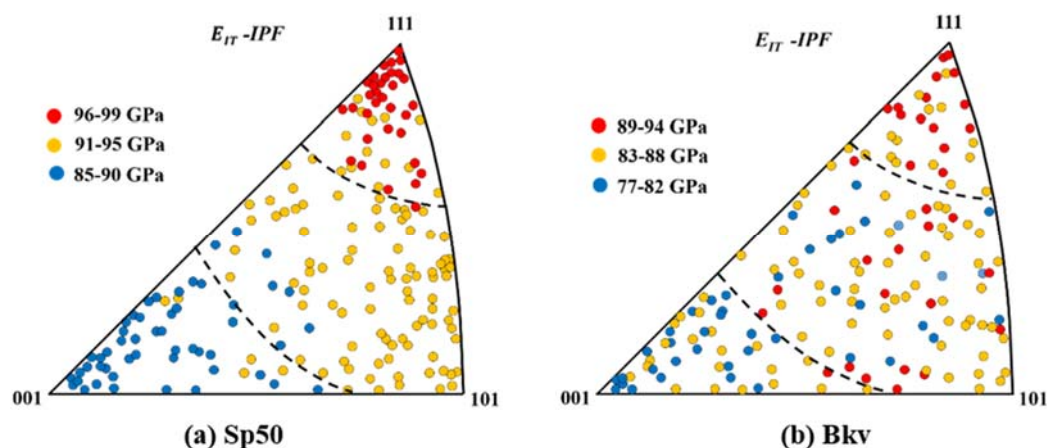 E_IT -IPF
111
96-99 GPa
91-95 GPa
85-90 GPa
001
101
(a) Sp50
E_IT -IPF
111
89-94 GPa
83-88 GPa
77-82 GPa
001
101
(b) Bkv